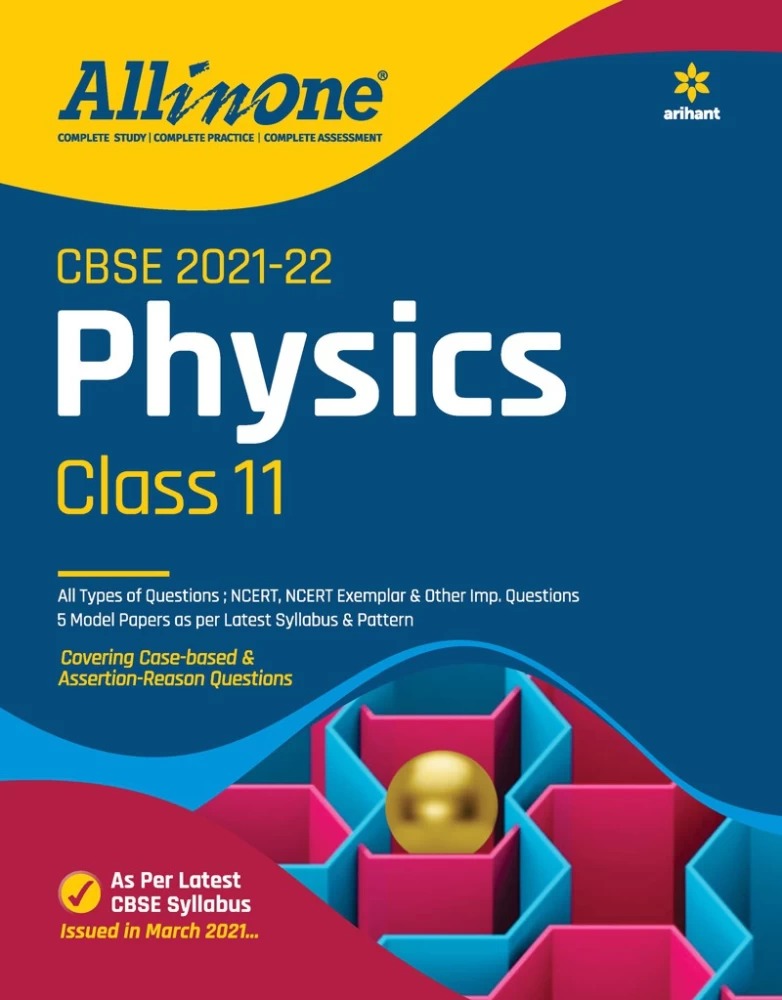 All in One®
COMPLETE STUDY | COMPLETE PRACTICE | COMPLETE ASSESSMENT
arihant
CBSE 2021-22
Physics
Class 11
All Types of Questions ; NCERT, NCERT Exemplar & Other Imp. Questions
5 Model Papers as per Latest Syllabus & Pattern
Covering Case-based &
Assertion-Reason Questions
As Per Latest
CBSE Syllabus
Issued in March 2021...